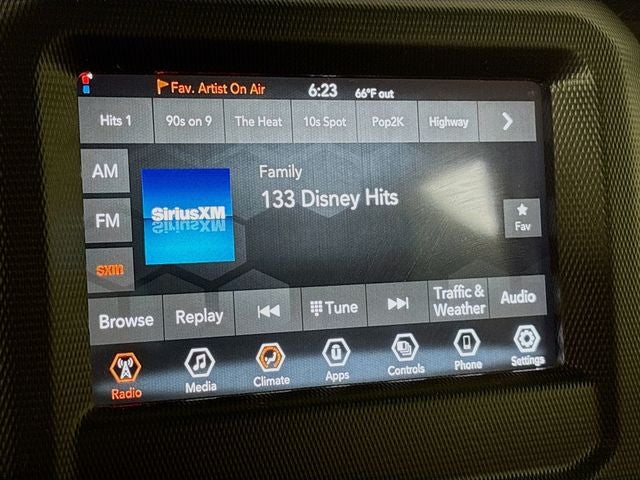 Fav. Artist On Air 6:23 66°F out
Hits 1 90s on 9 The Heat 10s Spot Pop2K Highway
AM
FM
sxm
SiriusXM
Family
133 Disney Hits
Fav
Browse Replay Tune Traffic & Weather Audio
Radio Media Climate Apps Controls Phone Settings